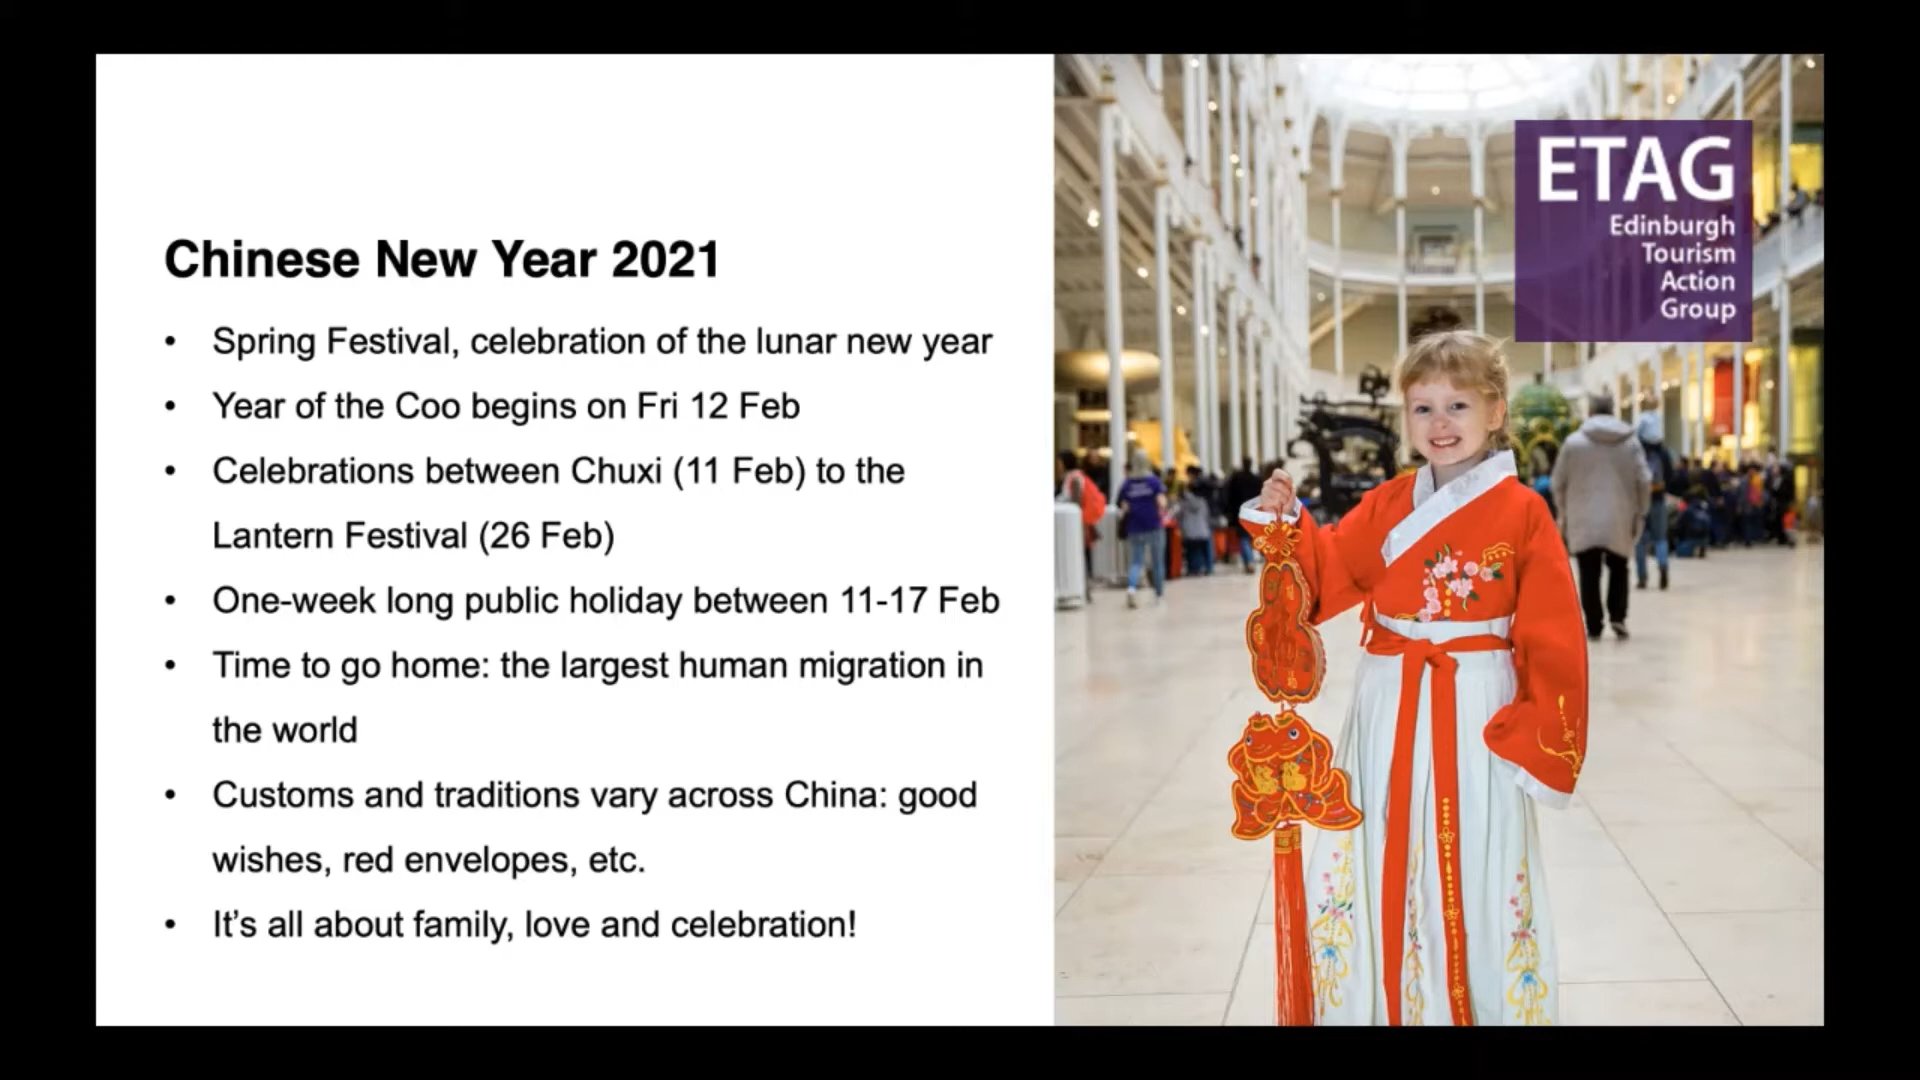 Chinese New Year 2021
• Spring Festival, celebration of the lunar new year
• Year of the Coo begins on Fri 12 Feb
• Celebrations between Chuxi (11 Feb) to the
Lantern Festival (26 Feb)
• One-week long public holiday between 11-17 Feb
• Time to go home: the largest human migration in
the world
• Customs and traditions vary across China: good
wishes, red envelopes, etc.
• It’s all about family, love and celebration!
ETAG
Edinburgh
Tourism
Action
Group